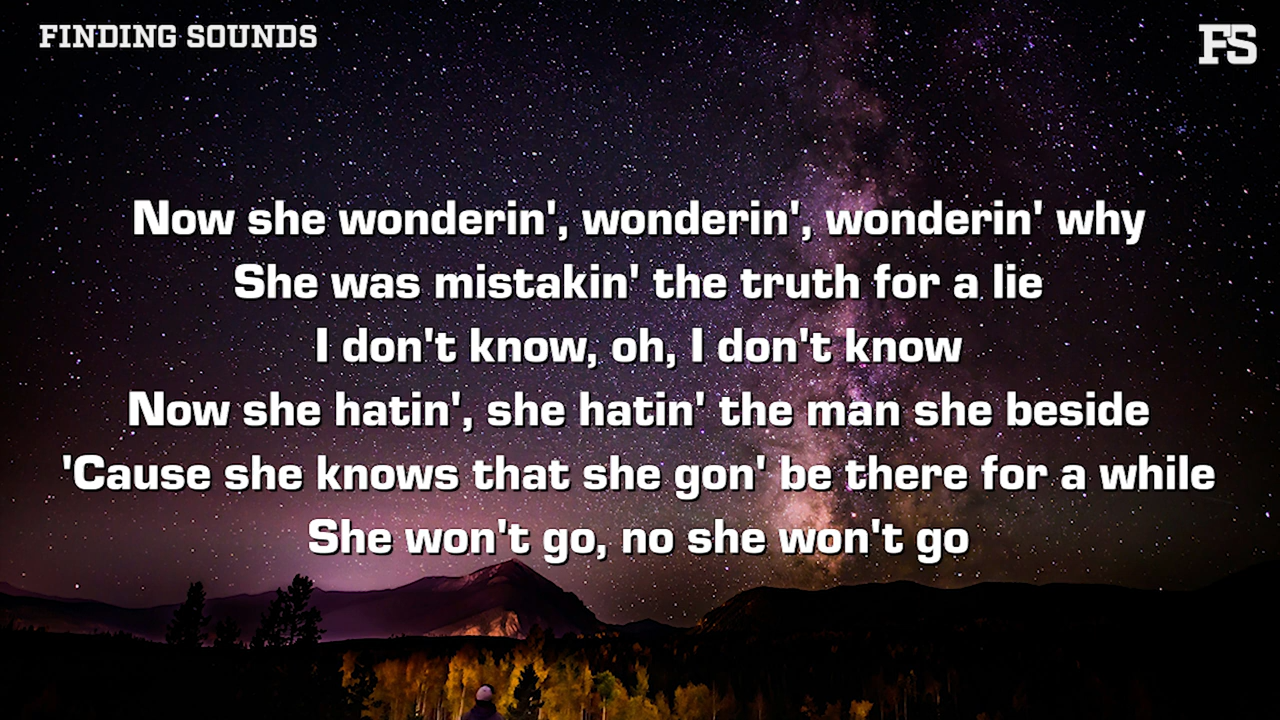 FINDING SOUNDS
FS
Now she wonderin', wonderin', wonderin' why
She was mistakin' the truth for a lie
I don't know, oh, I don't know
Now she hatin', she hatin' the man she beside
'Cause she knows that she gon' be there for a while
She won't go, no she won't go